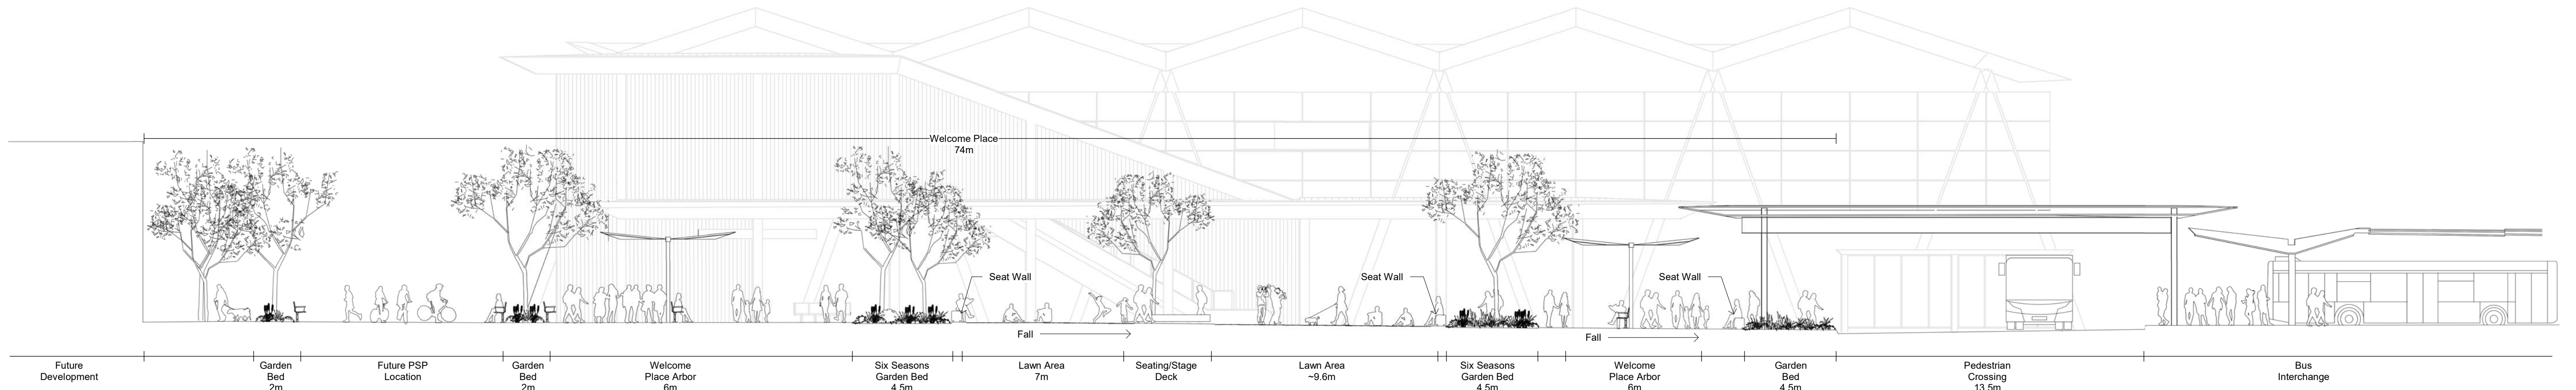 Welcome Place
74m
Seat Wall
Seat Wall
Seat Wall
Fall
Fall
Future
Development
Garden
Bed
2m
Future PSP
Location
Garden
Bed
2m
Welcome
Place Arbor
6m
Six Seasons
Garden Bed
4.5m
Lawn Area
7m
Seating/Stage
Deck
Lawn Area
~9.6m
Six Seasons
Garden Bed
4.5m
Welcome
Place Arbor
6m
Garden
Bed
4.5m
Pedestrian
Crossing
13.5m
Bus
Interchange